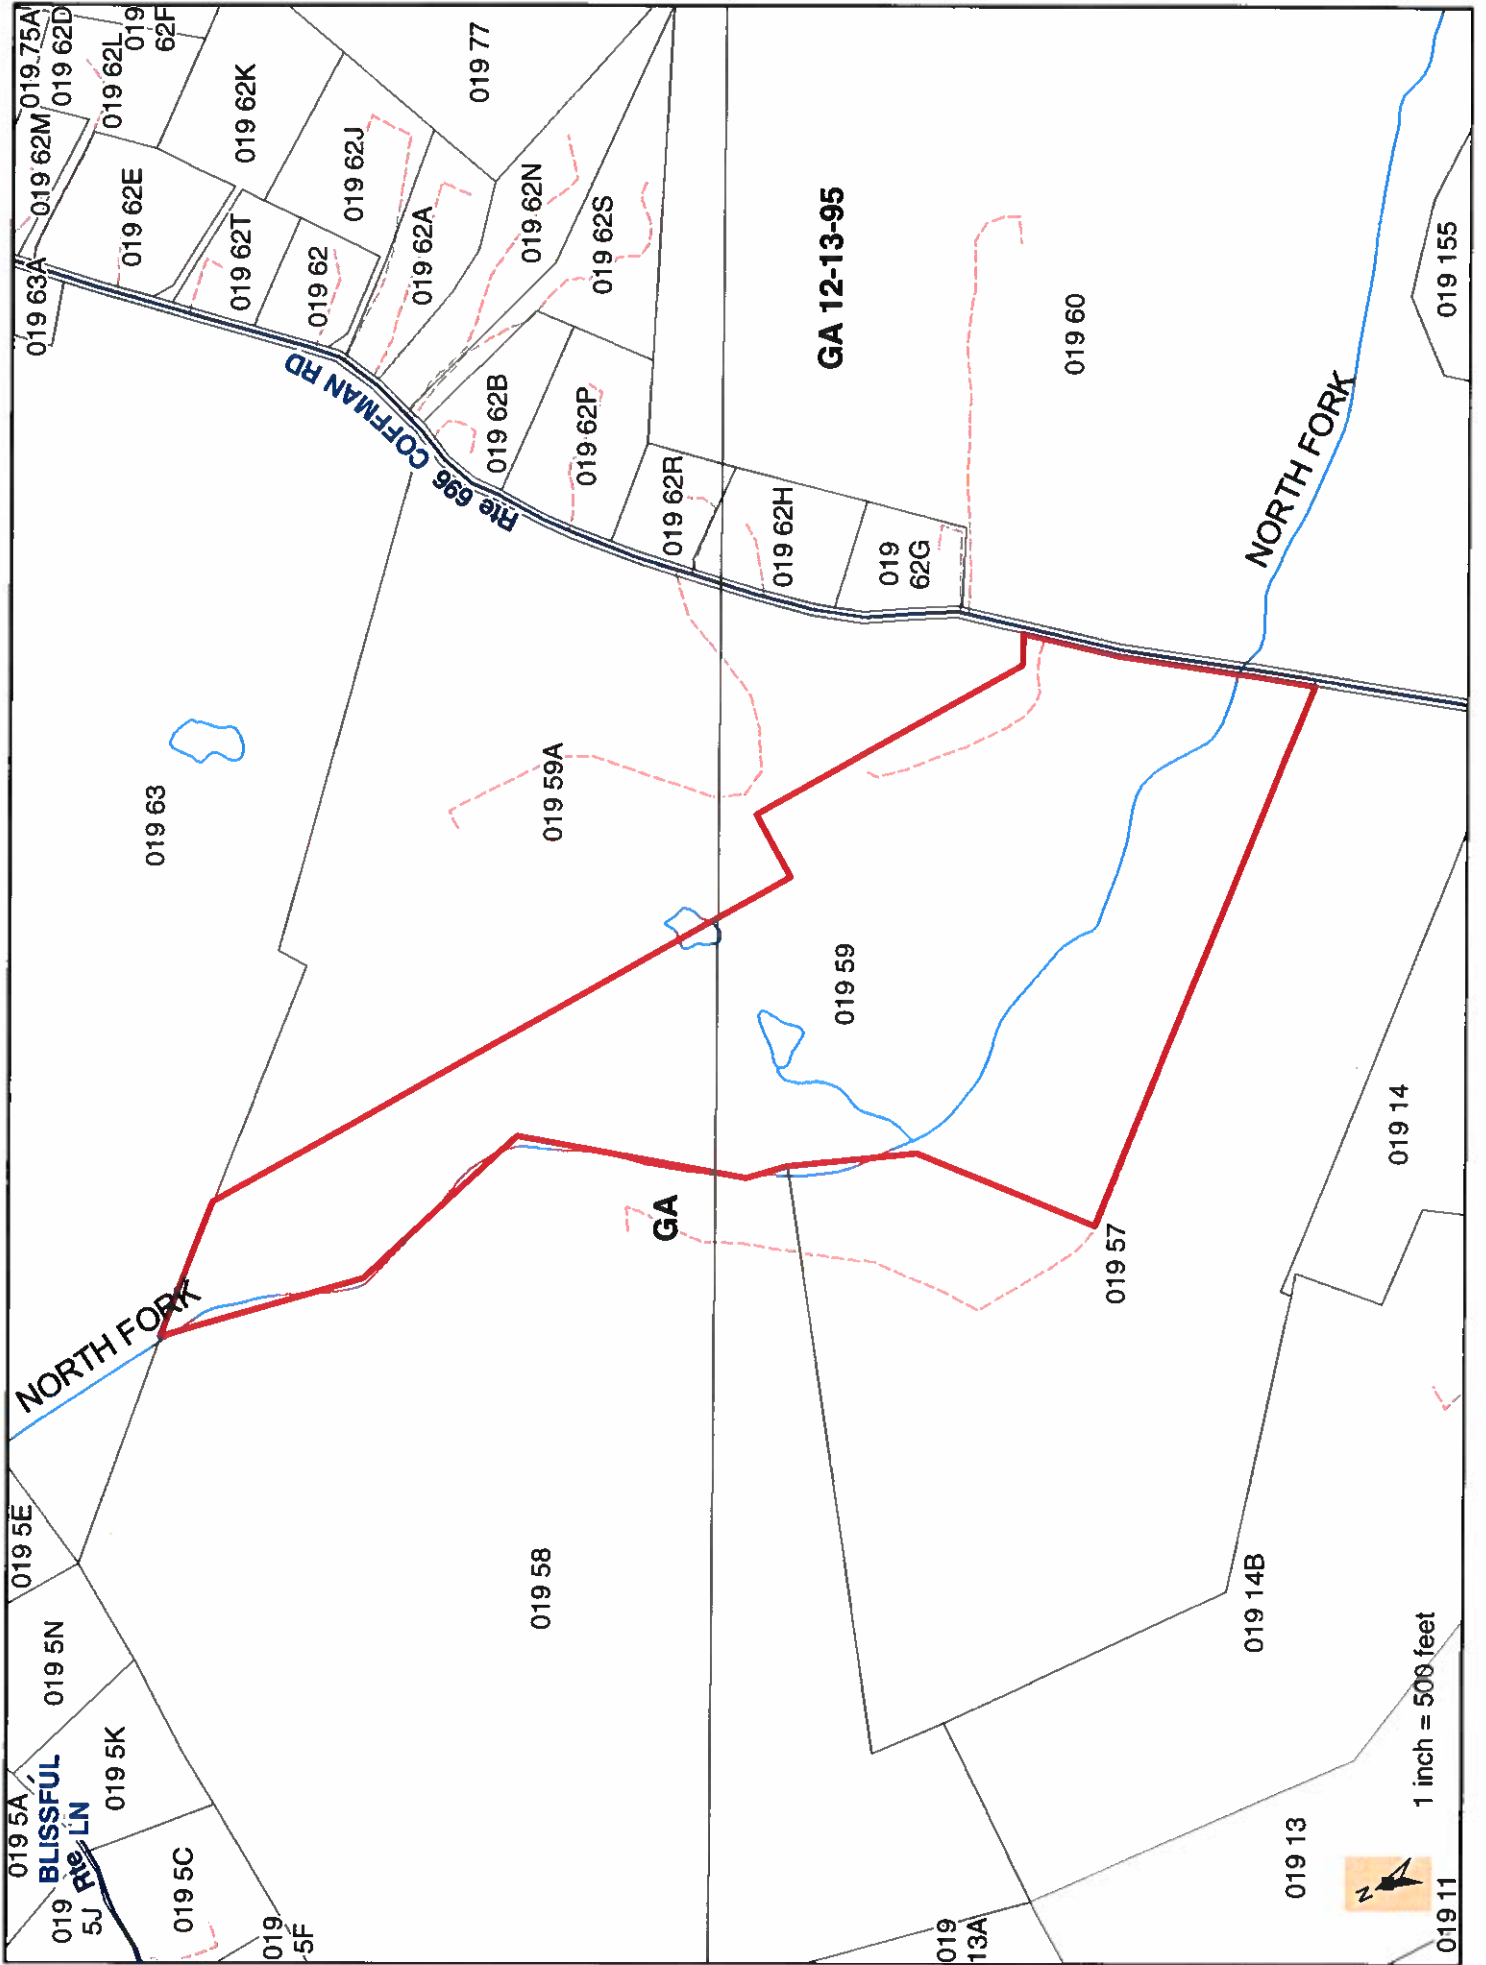 019 75A
019 62D
019 62L
019
62F
019 62M
019 63A
019 62E
019 62K
019 77
019 62T
019 62J
019 62
019 62A
019 62N
019 62S
Rte 696 COFFMAN RD
019 62B
019 62P
019 62R
019 62H
019
62G
GA 12-13-95
019 60
019 155
NORTH FORK
019 63
019 59A
019 59
NORTH FORK
GA
019 57
019 14
019 5E
019 5N
019 58
019 14B
019 5A
BLISSFUL
Rte LN
019 5K
019
5J
019 5C
019
5F
019
13A
019 13
1 inch = 500 feet
N
019 11